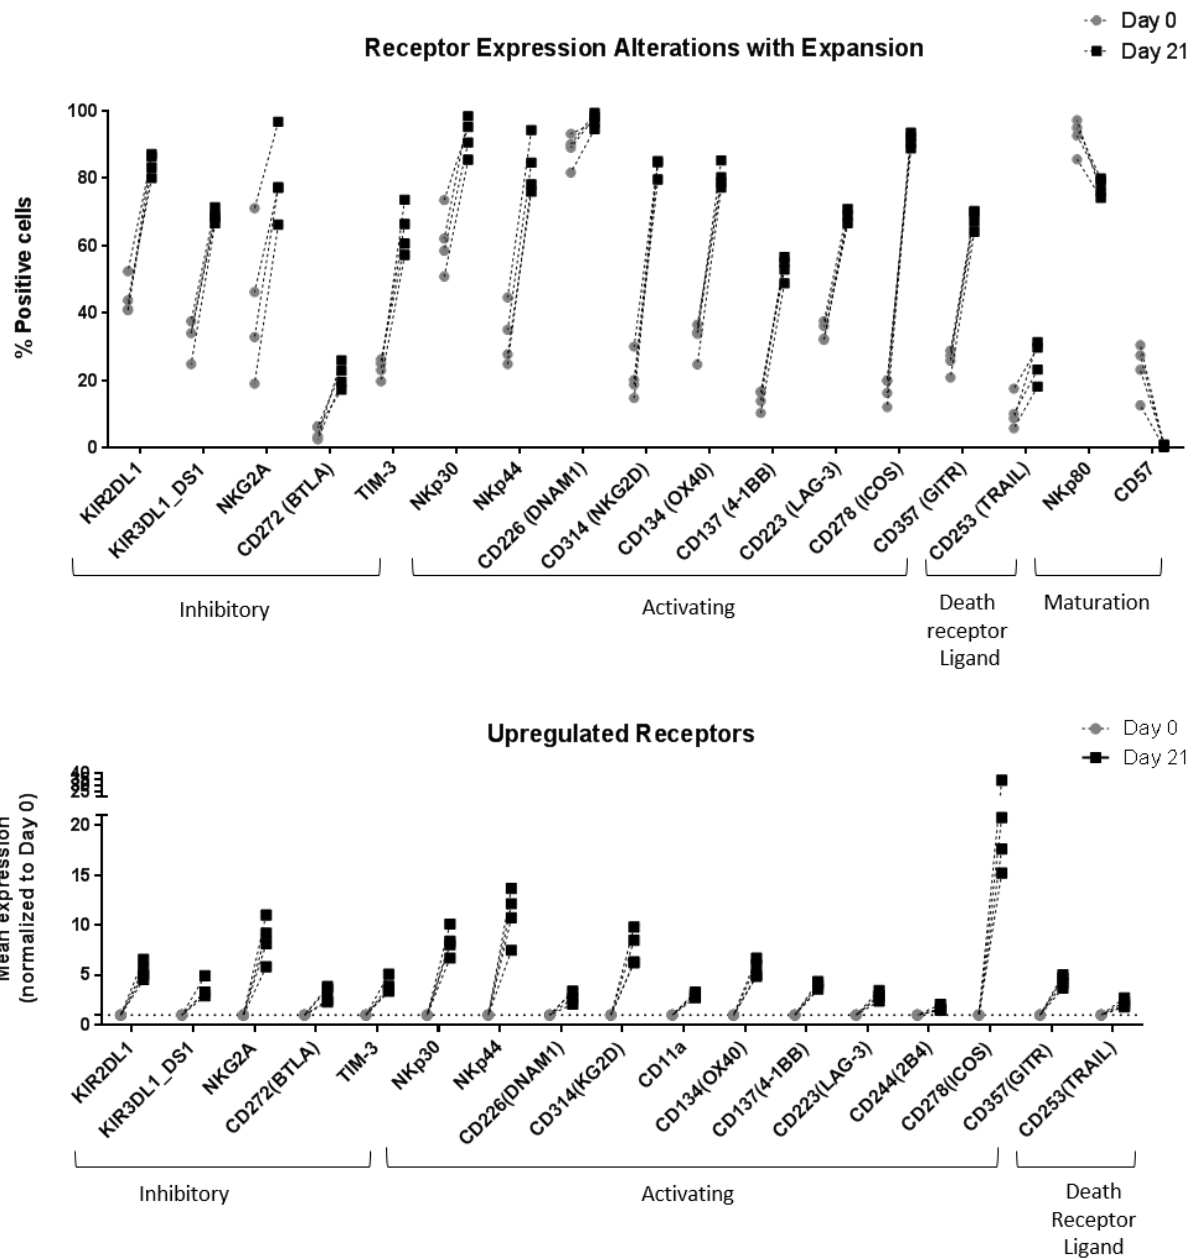 Day 0
Day 21
Receptor Expression Alterations with Expansion
% Positive cells
100
80
60
40
20
0
KIR2DL1
KIR3DL1_DS1
NKG2A
CD272 (BTLA)
TIM-3
NKp30
NKp44
CD226 (DNAM1)
CD314 (NKG2D)
CD134 (OX40)
CD137 (4-1BB)
CD223 (LAG-3)
CD278 (ICOS)
CD357 (GITR)
CD253 (TRAIL)
NKp80
CD57
Inhibitory
Activating
Death
receptor
Ligand
Maturation
Upregulated Receptors
Day 0
Day 21
Mean expression
(normalized to Day 0)
40
35
30
25
20
15
10
5
0
KIR2DL1
KIR3DL1_DS1
NKG2A
CD272(BTLA)
TIM-3
NKp30
NKp44
CD226(DNAM1)
CD314(KG2D)
CD11a
CD134(OX40)
CD137(4-1BB)
CD223(LAG-3)
CD244(2B4)
CD278(ICOS)
CD357(GITR)
CD253(TRAIL)
Inhibitory
Activating
Death
Receptor
Ligand